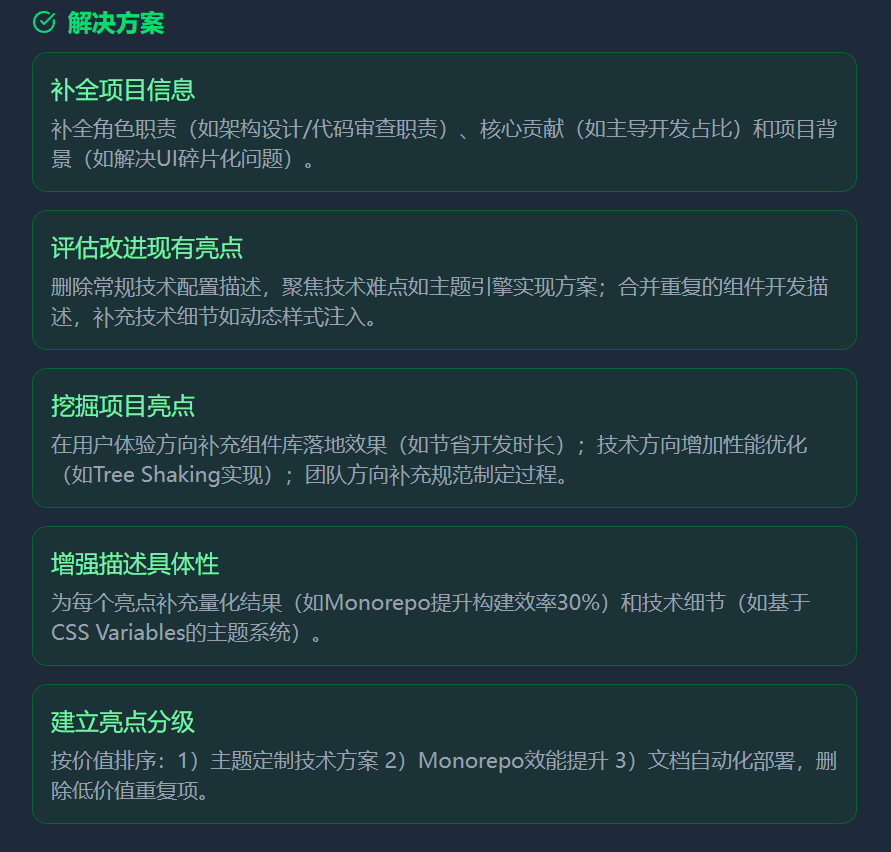 解决方案
补全项目信息
补全角色职责（如架构设计/代码审查职责）、核心贡献（如主导开发占比）和项目背
景（如解决UI碎片化问题）。
评估改进现有亮点
删除常规技术配置描述，聚焦技术难点如主题引擎实现方案；合并重复的组件开发描
述，补充技术细节如动态样式注入。
挖掘项目亮点
在用户体验方向补充组件库落地效果（如节省开发时长）；技术方向增加性能优化
（如Tree Shaking实现）；团队方向补充规范制定过程。
增强描述具体性
为每个亮点补充量化结果（如Monorepo提升构建效率30%）和技术细节（如基于
CSS Variables的主题系统）。
建立亮点分级
按价值排序：1）主题定制技术方案 2）Monorepo效能提升 3）文档自动化部署，删
除低价值重复项。